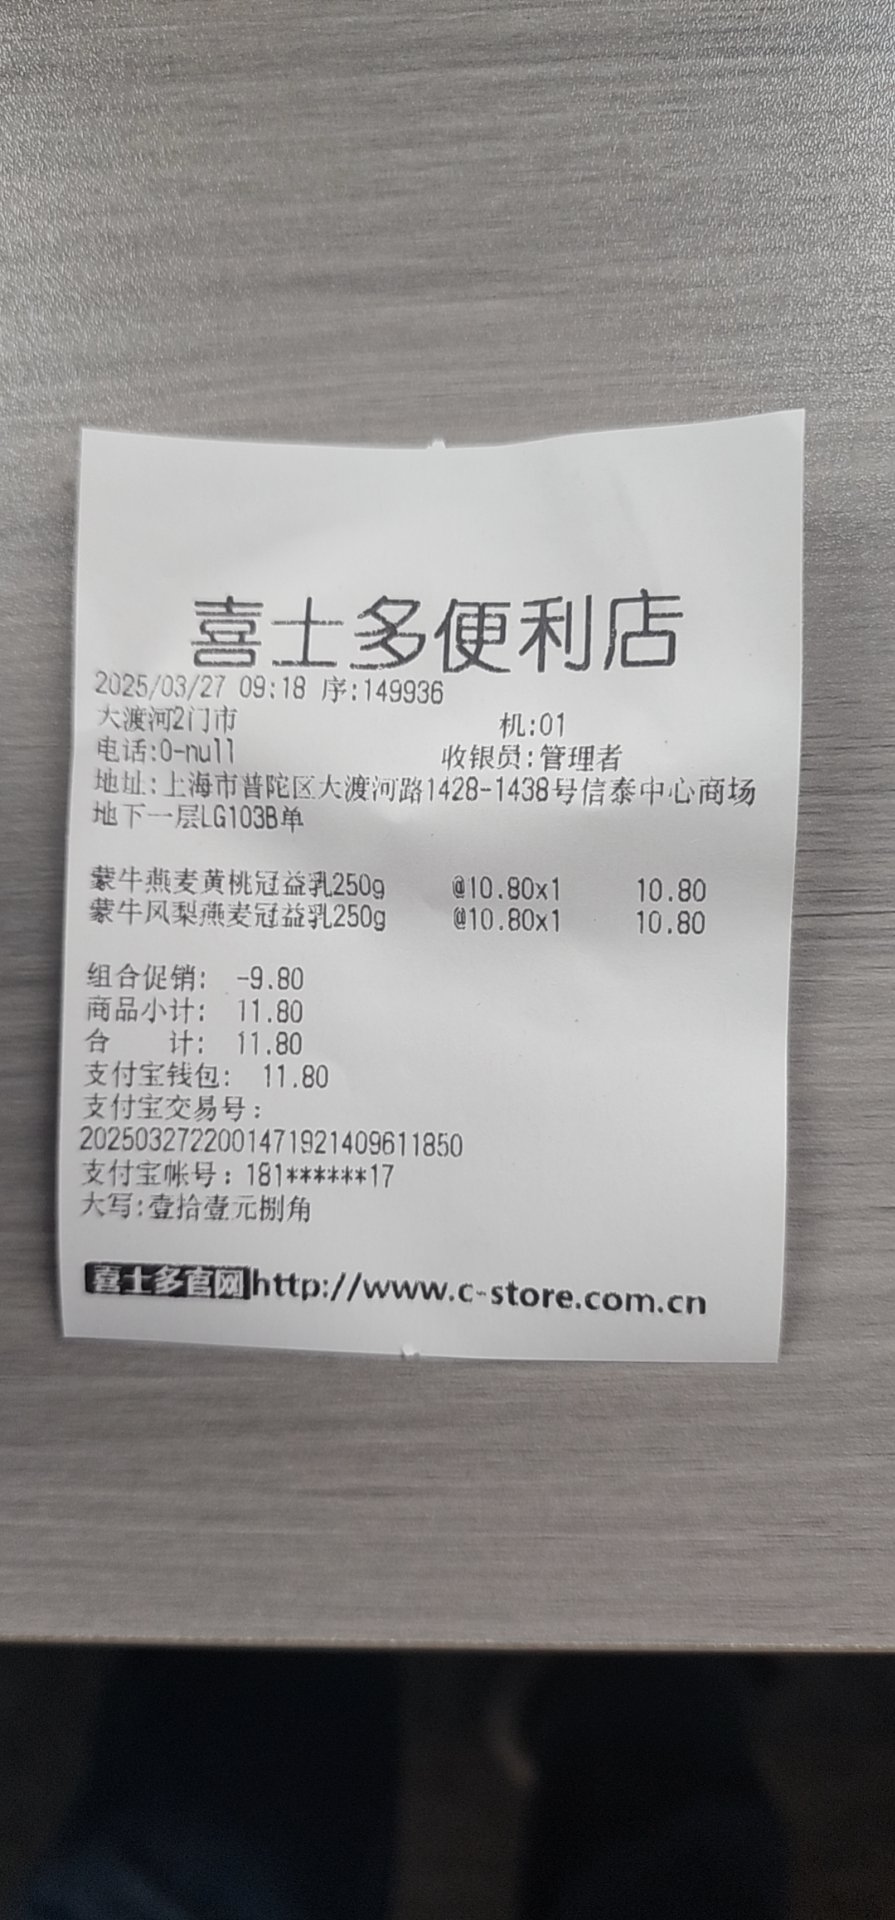 喜士多便利店
2025/03/27 09:18 序:149936
大渡河2门市 机:01
电话:0-null 收银员:管理者
地址:上海市普陀区大渡河路1428-1438号信泰中心商场
地下一层LG103B单
蒙牛燕麦黄桃冠益乳250g @10.80x1 10.80
蒙牛凤梨燕麦冠益乳250g @10.80x1 10.80
组合促销: -9.80
商品小计: 11.80
合 计: 11.80
支付宝钱包: 11.80
支付宝交易号:
2025032722001471921409611850
支付宝帐号:181******17
大写:壹拾壹元捌角
喜士多官网http://www.c-store.com.cn